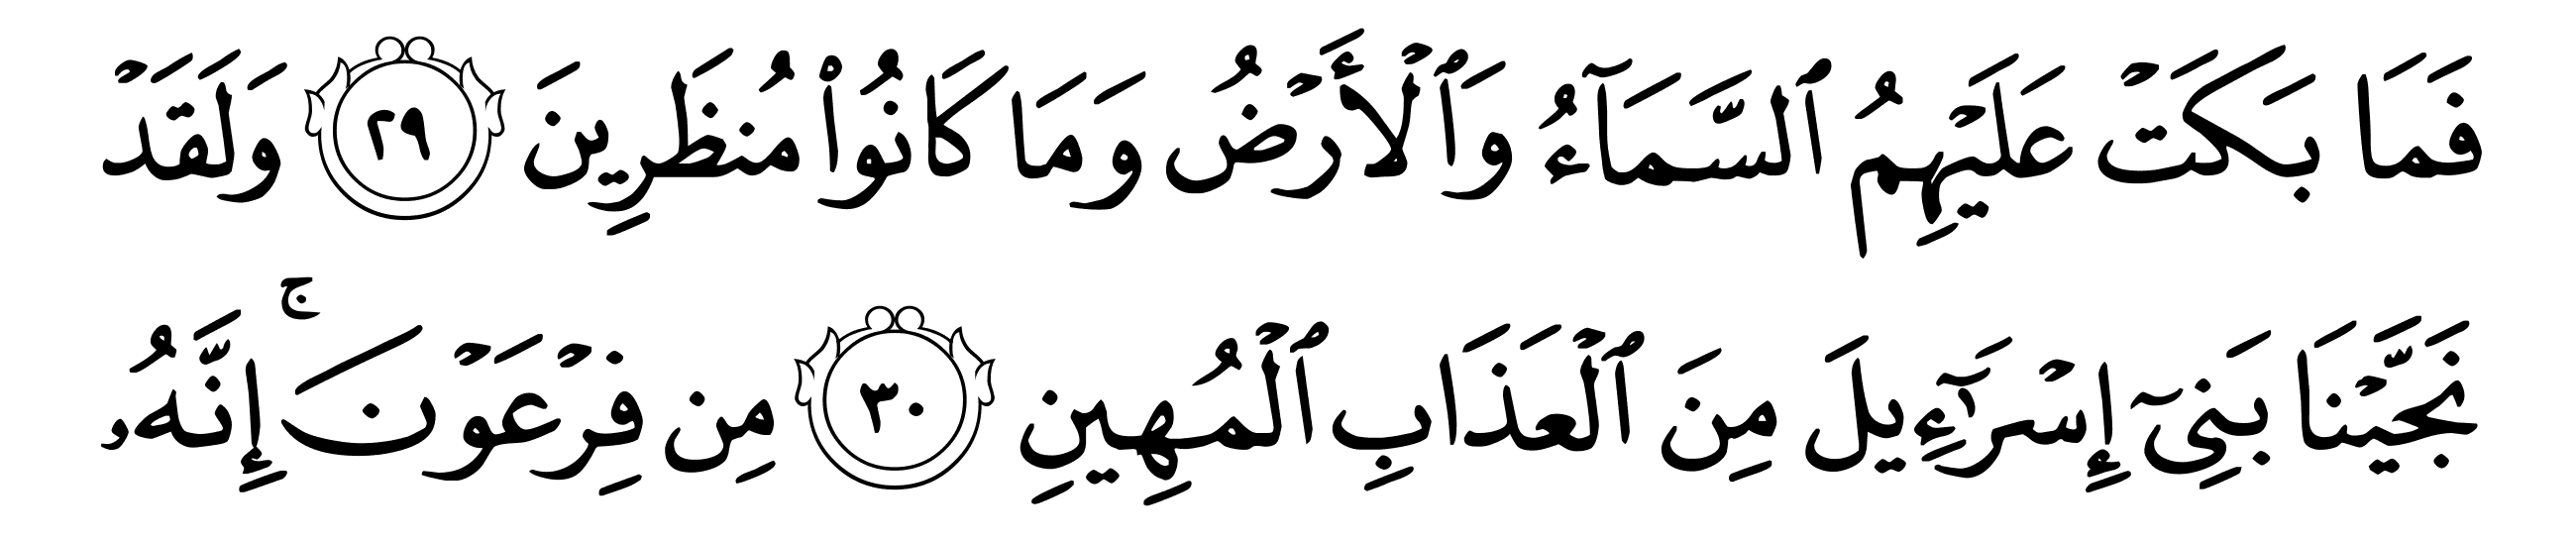 فَمَا بَكَتْ عَلَيْهِمُ ٱلسَّمَآءُ وَٱلْأَرْضُ وَمَا كَانُوا۟ مُنظَرِينَ ٢٩ وَلَقَدْ
نَجَّيْنَا بَنِىٓ إِسْرَٰٓءِيلَ مِنَ ٱلْعَذَابِ ٱلْمُهِينِ ٣٠ مِن فِرْعَوْنَ ۚ إِنَّهُۥ